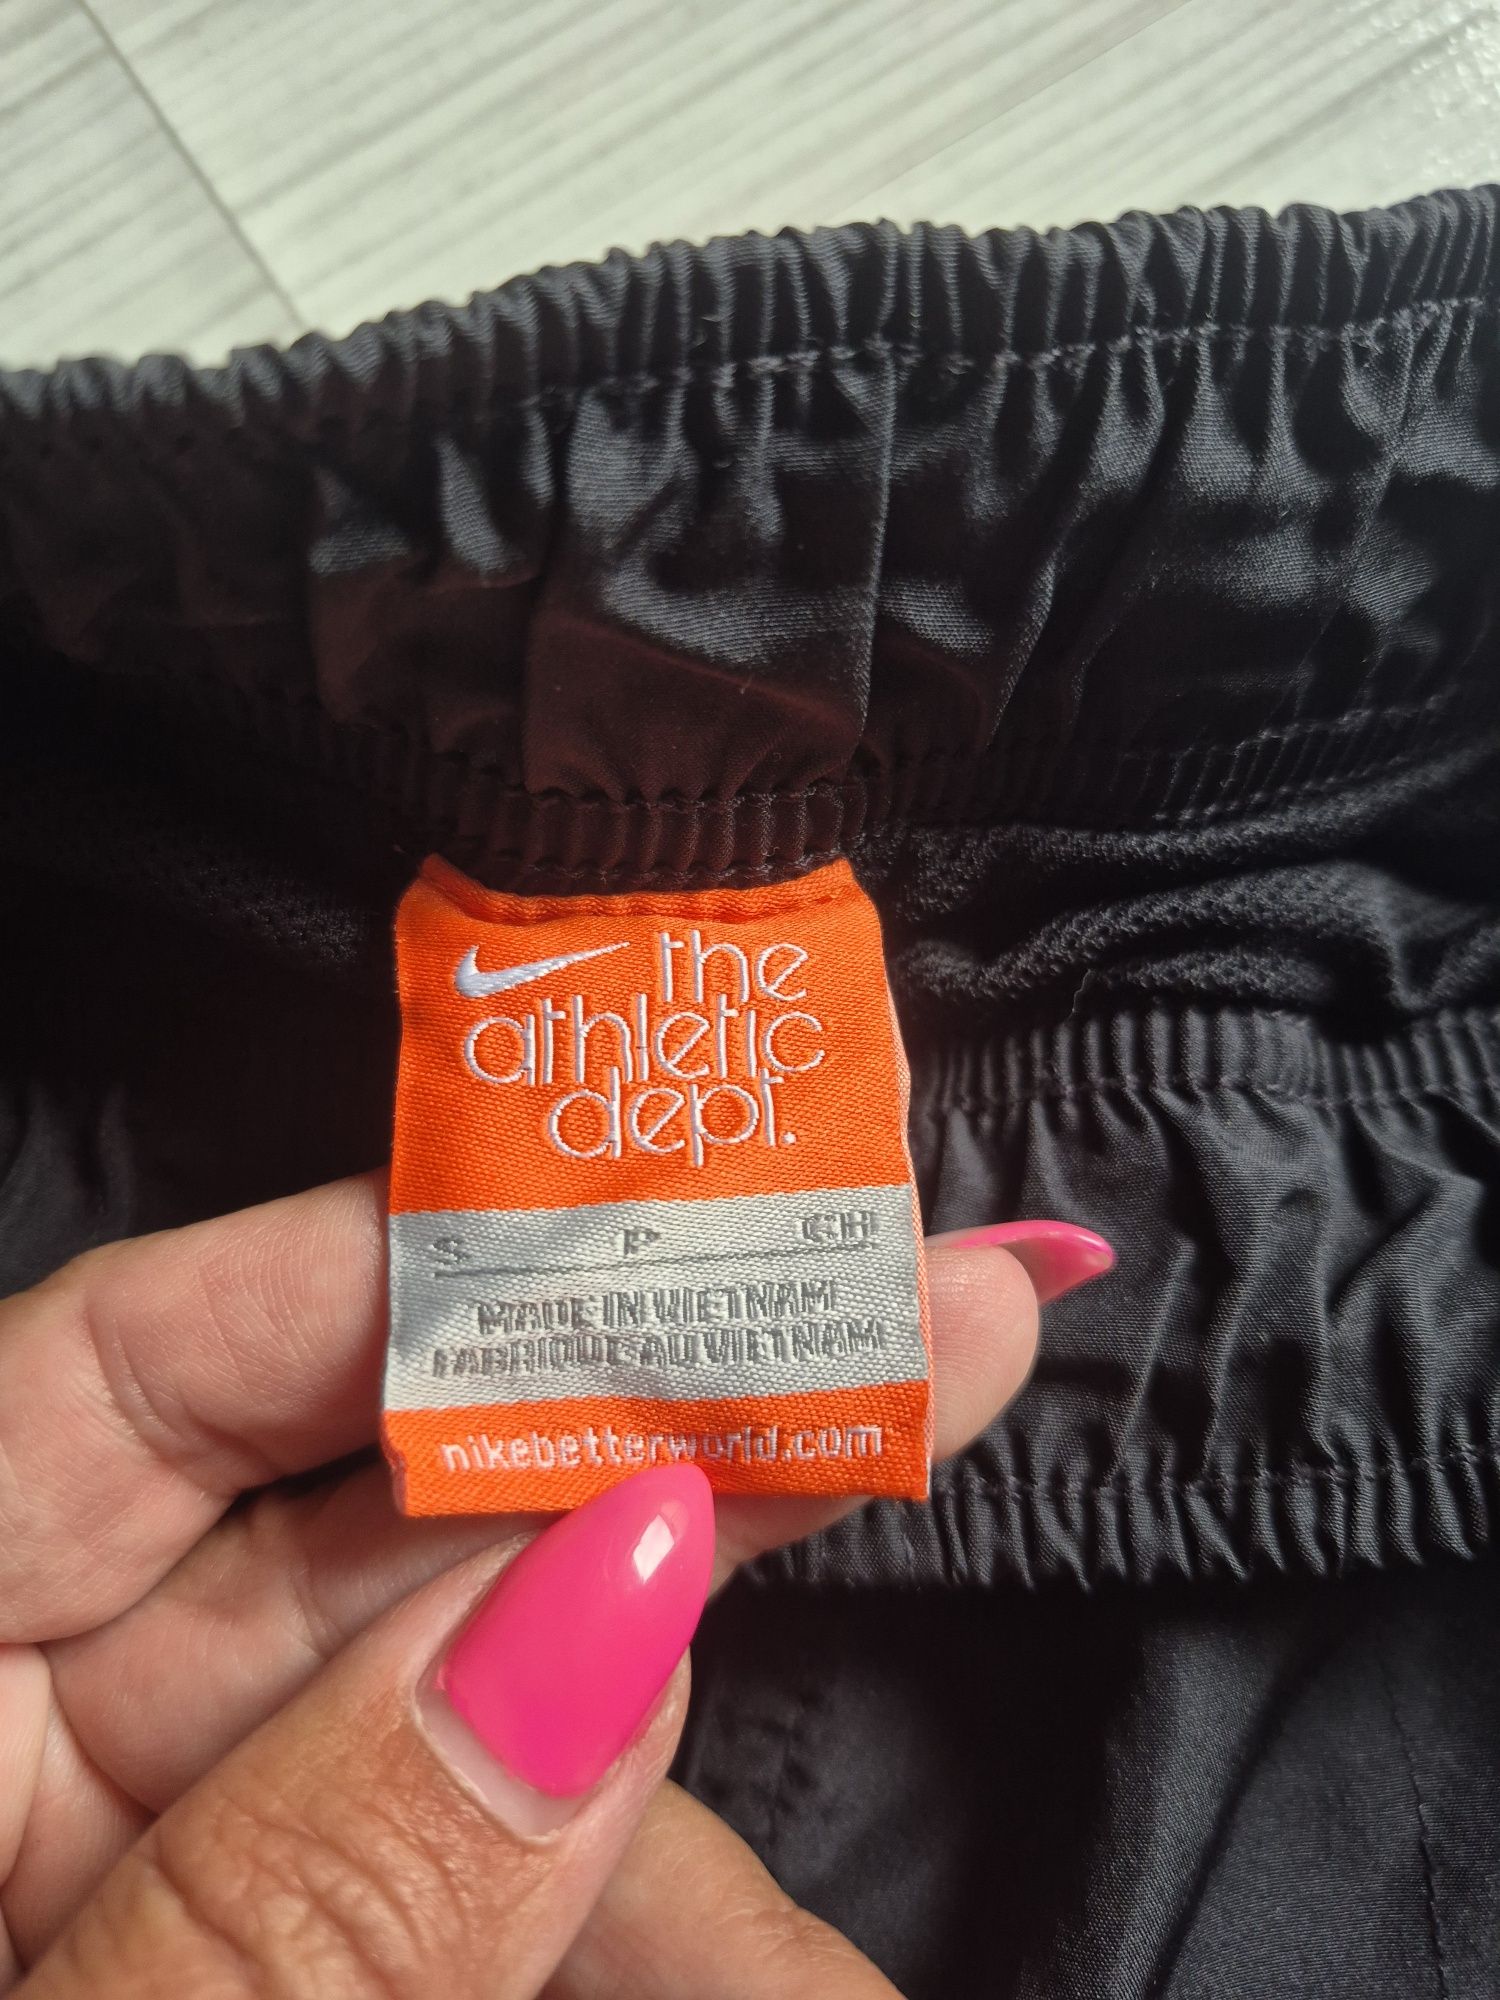 the
athletic
dept.
S P CH
MADE IN VIETNAM
FABRIQUE AU VIETNAM
nikebetterworld.com